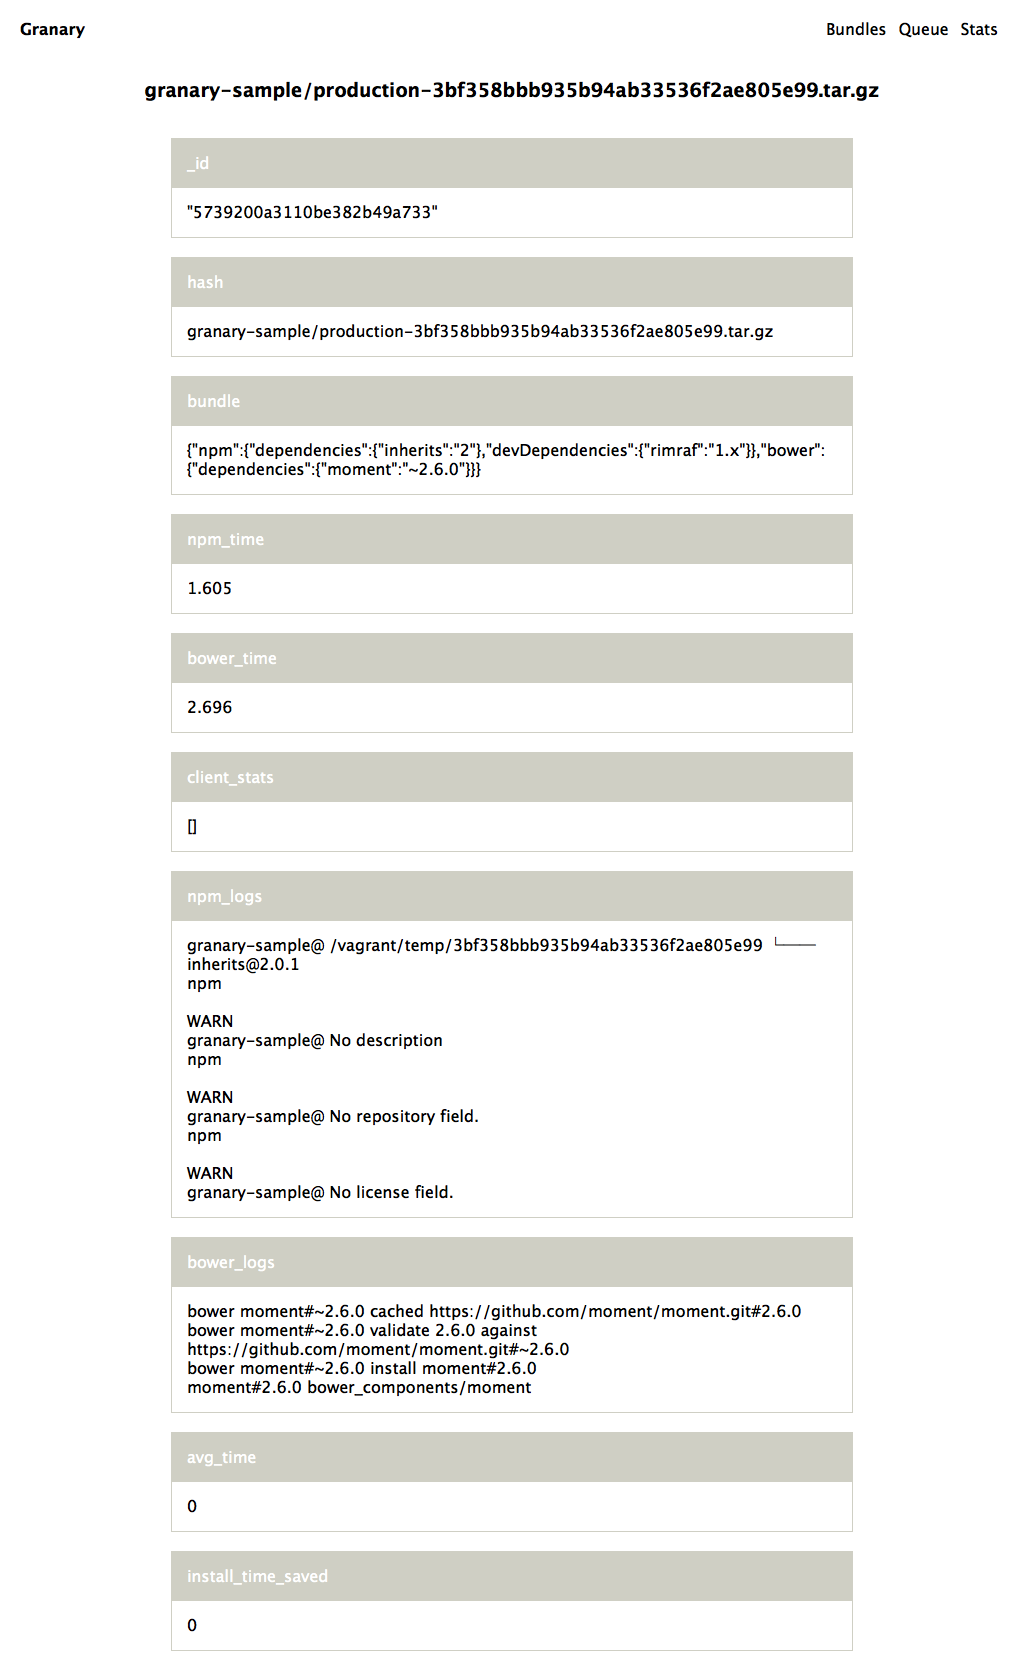 Granary
Bundles Queue Stats
granary-sample/production-3bf358bbb935b94ab33536f2ae805e99.tar.gz
_id
"5739200a3110be382b49a733"
hash
granary-sample/production-3bf358bbb935b94ab33536f2ae805e99.tar.gz
bundle
{"npm":{"dependencies":{"inherits":"2"},"devDependencies":{"rimraf":"1.x"}},"bower":
{"dependencies":{"moment":"~2.6.0"}}}
npm_time
1.605
bower_time
2.696
client_stats
[]
npm_logs
granary-sample@ /vagrant/temp/3bf358bbb935b94ab33536f2ae805e99 └──
inherits@2.0.1
npm
WARN
granary-sample@ No description
npm
WARN
granary-sample@ No repository field.
npm
WARN
granary-sample@ No license field.
bower_logs
bower moment#~2.6.0 cached https://github.com/moment/moment.git#2.6.0
bower moment#~2.6.0 validate 2.6.0 against
https://github.com/moment/moment.git#~2.6.0
bower moment#~2.6.0 install moment#2.6.0
moment#2.6.0 bower_components/moment
avg_time
0
install_time_saved
0